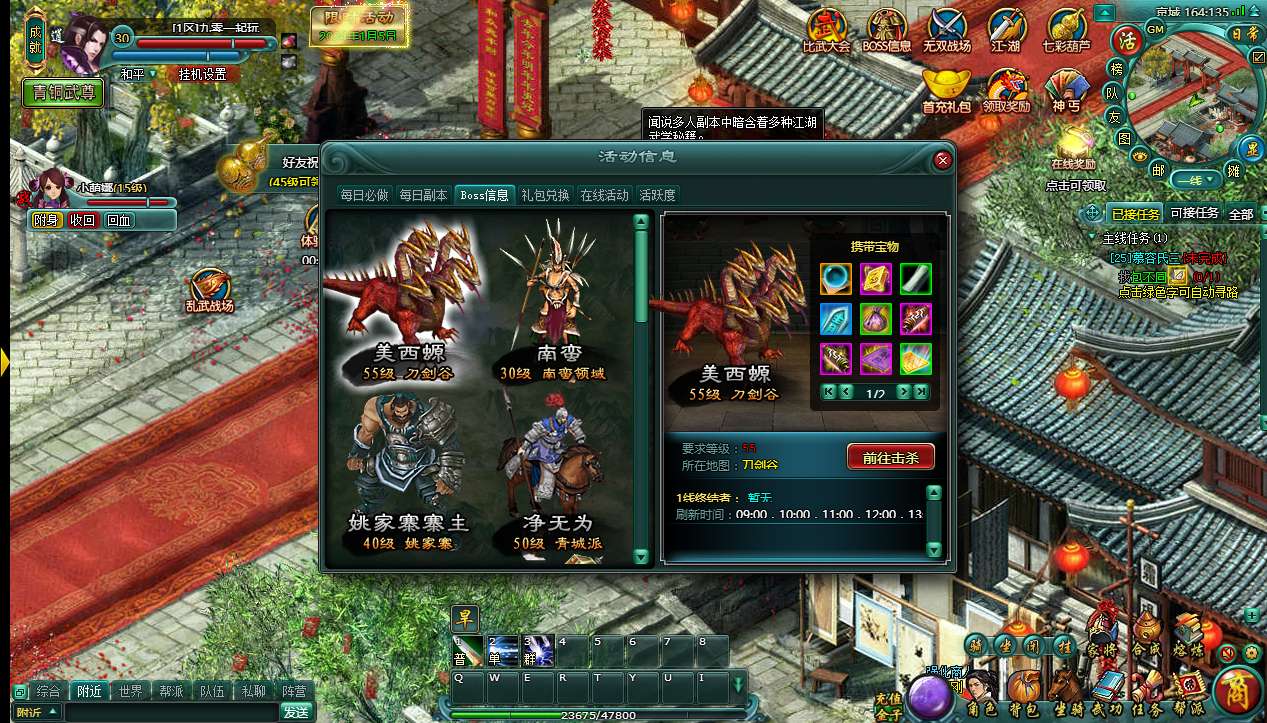 成就
道
30
[1区]九零一起玩
和平
挂机设置
青铜武尊
限时活动
小萌娜(15级)
附身 收回 回血
好友祝
(45级可领
乱武战场
00:
比武大会 BOSS信息 无双战场 江·湖 七彩葫芦
首充礼包 领取奖励 神丐
在线奖励
点击可领取
京城 164:135
GM
日常
活
榜
队
友
图
邮
摊
一线
闻说多人副本中暗含着多种江湖
武学秘籍。
已接任务 可接任务 全部
主线任务(1)
点击绿色字可自动寻路
活动信息
每日必做 每日副本 Boss信息 礼包兑换 在线活动 活跃度
美西螈
55级 刀剑谷
南蛮
30级 南蛮领域
姚家寨寨主
40级 姚家寨
净无为
50级 青城派
美西螈
55级 刀剑谷
携带宝物
1/2
要求等级：55
所在地图：刀剑谷
前往击杀
1线终结者： 暂无
刷新时间：09:00 . 10:00 . 11:00 . 12:00 . 13
早
1 2 3 4 5 6 7 8
普 单 群
Q W E R T Y U I
23675/47800
综合 附近 世界 帮派 队伍 私聊 阵营
附近
发送
骑 坐 闭 挂
家将 合成 熔炼
充值
金子
角色 背包 坐骑 武功 任务 帮派
商